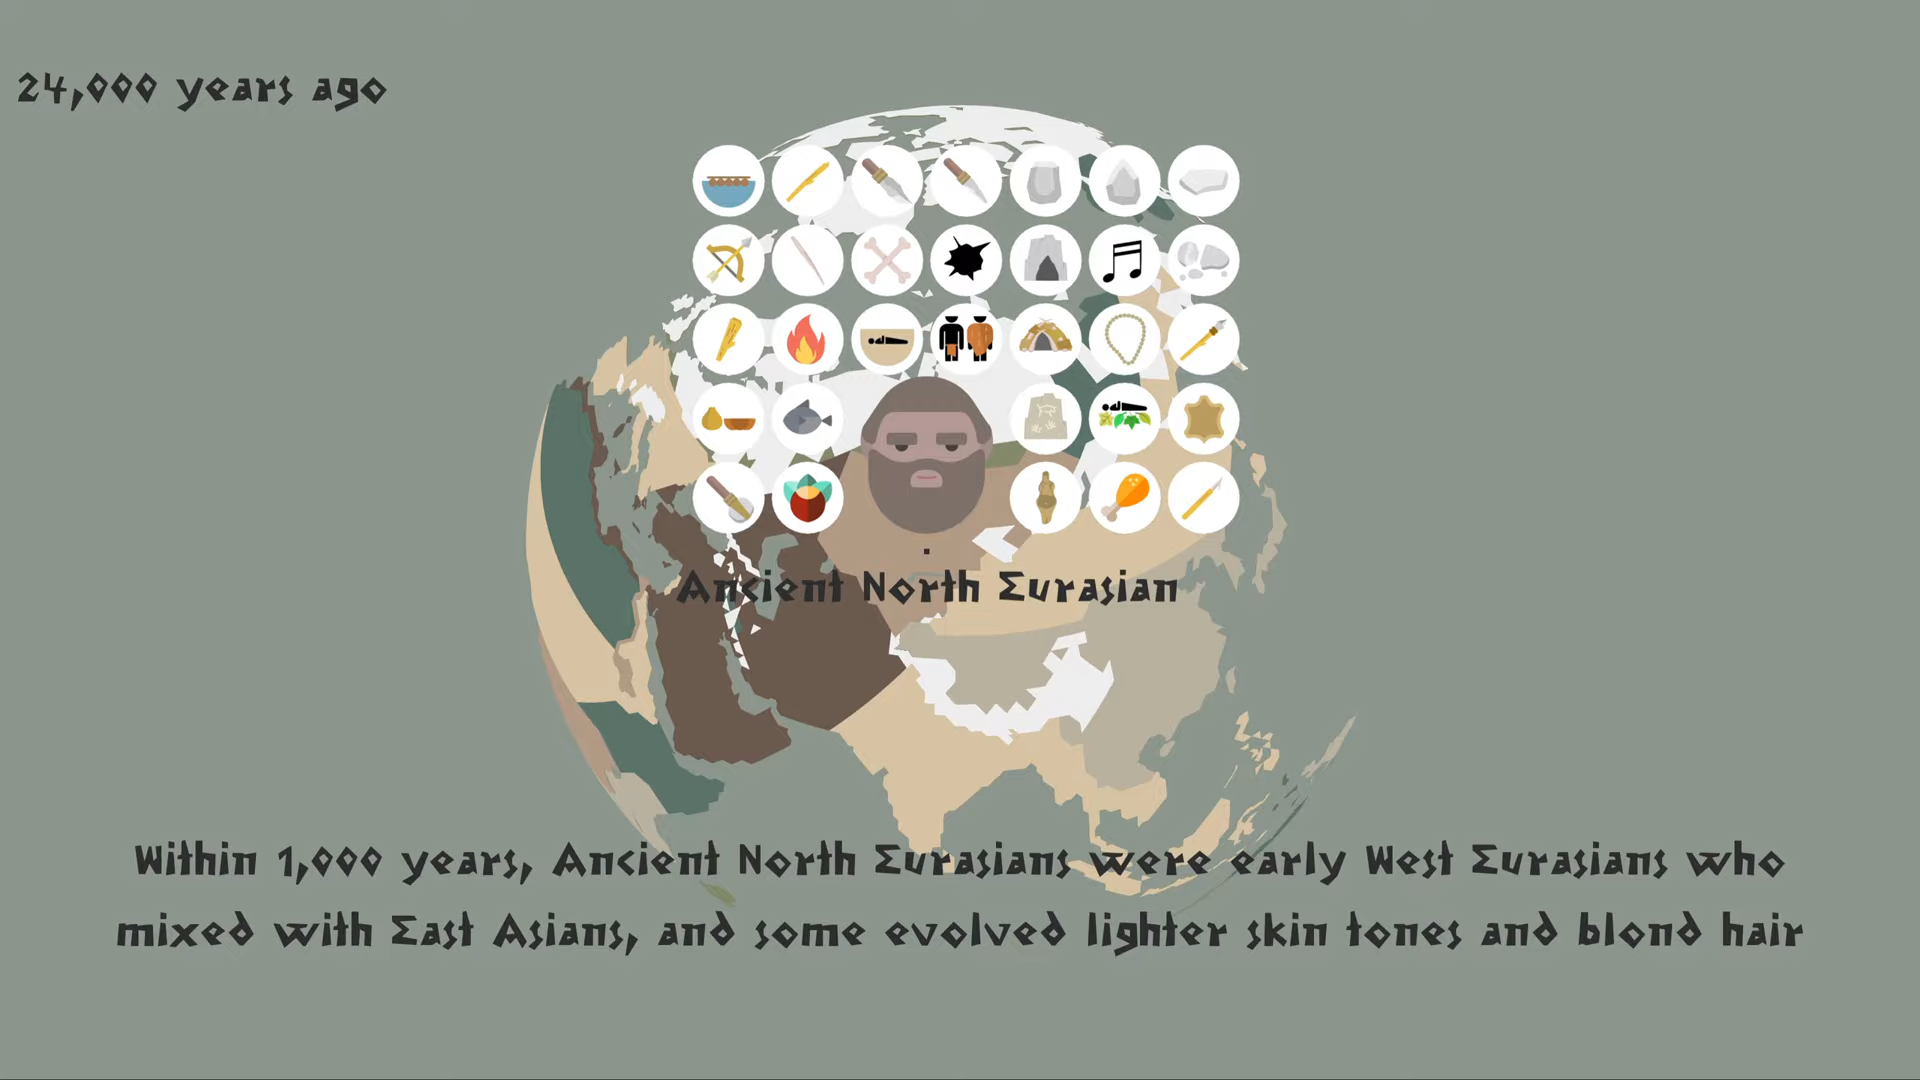 24,000 years ago
Ancient North Eurasian
Within 1,000 years, Ancient North Eurasians were early West Eurasians who
mixed with East Asians, and some evolved lighter skin tones and blond hair